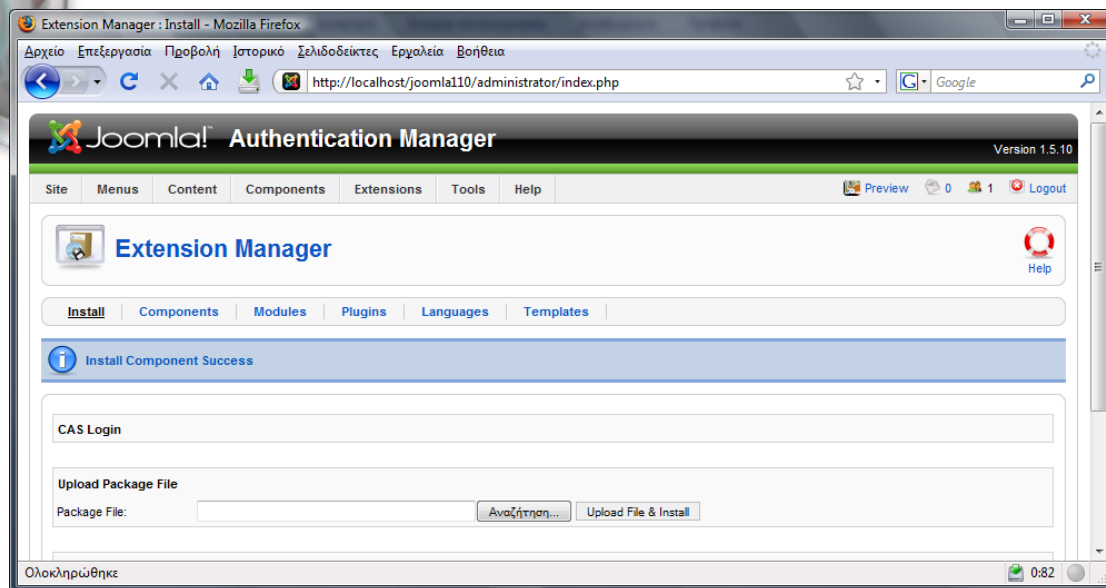 Extension Manager : Install - Mozilla Firefox
Αρχείο Επεξεργασία Προβολή Ιστορικό Σελιδοδείκτες Εργαλεία Βοήθεια
http://localhost/joomla110/administrator/index.php G Google
Joomla! Authentication Manager
Version 1.5.10
Site Menus Content Components Extensions Tools Help Preview 0 1 Logout
Extension Manager
Help
Install Components Modules Plugins Languages Templates
Install Component Success
CAS Login
Upload Package File
Package File: Αναζήτηση... Upload File & Install
Ολοκληρώθηκε 0:82